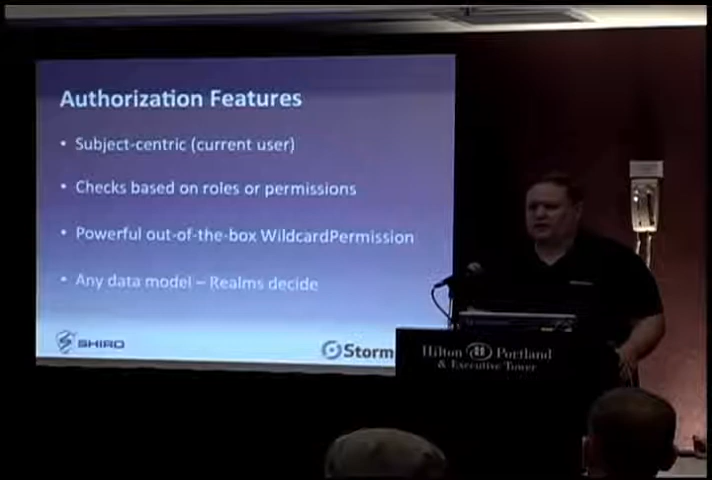 Authorization Features
• Subject-centric (current user)
• Checks based on roles or permissions
• Powerful out-of-the-box WildcardPermission
• Any data model – Realms decide
SHIRO
Storm
Hilton Portland
& Executive Tower